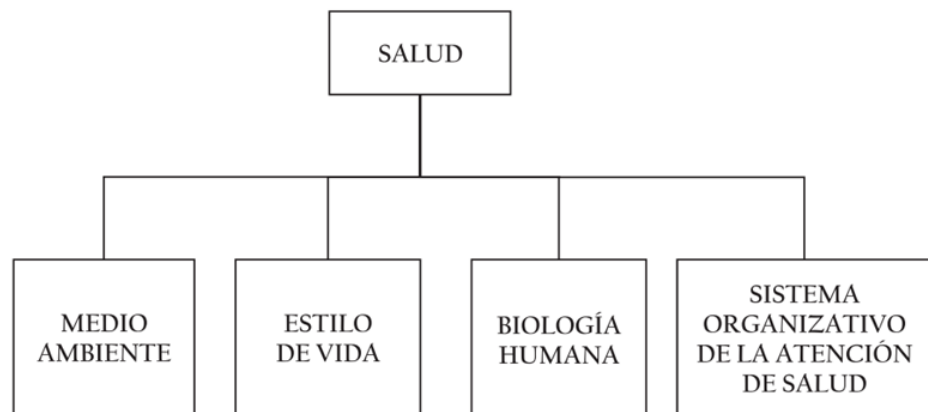 SALUD
MEDIO
AMBIENTE
ESTILO
DE VIDA
BIOLOGÍA
HUMANA
SISTEMA
ORGANIZATIVO
DE LA ATENCIÓN
DE SALUD